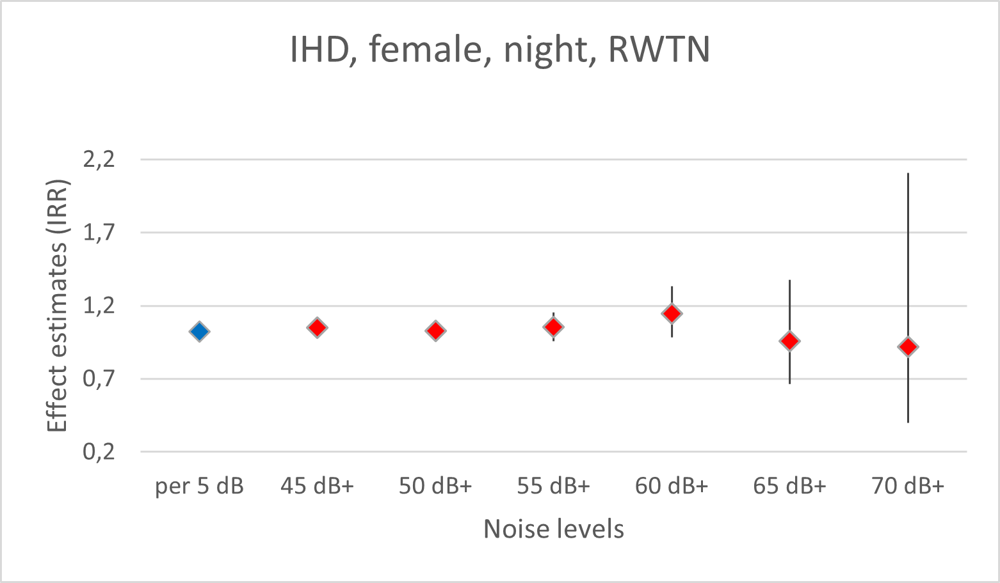 IHD, female, night, RWTN
Effect estimates (IRR)
2,2
1,7
1,2
0,7
0,2
per 5 dB 45 dB+ 50 dB+ 55 dB+ 60 dB+ 65 dB+ 70 dB+
Noise levels